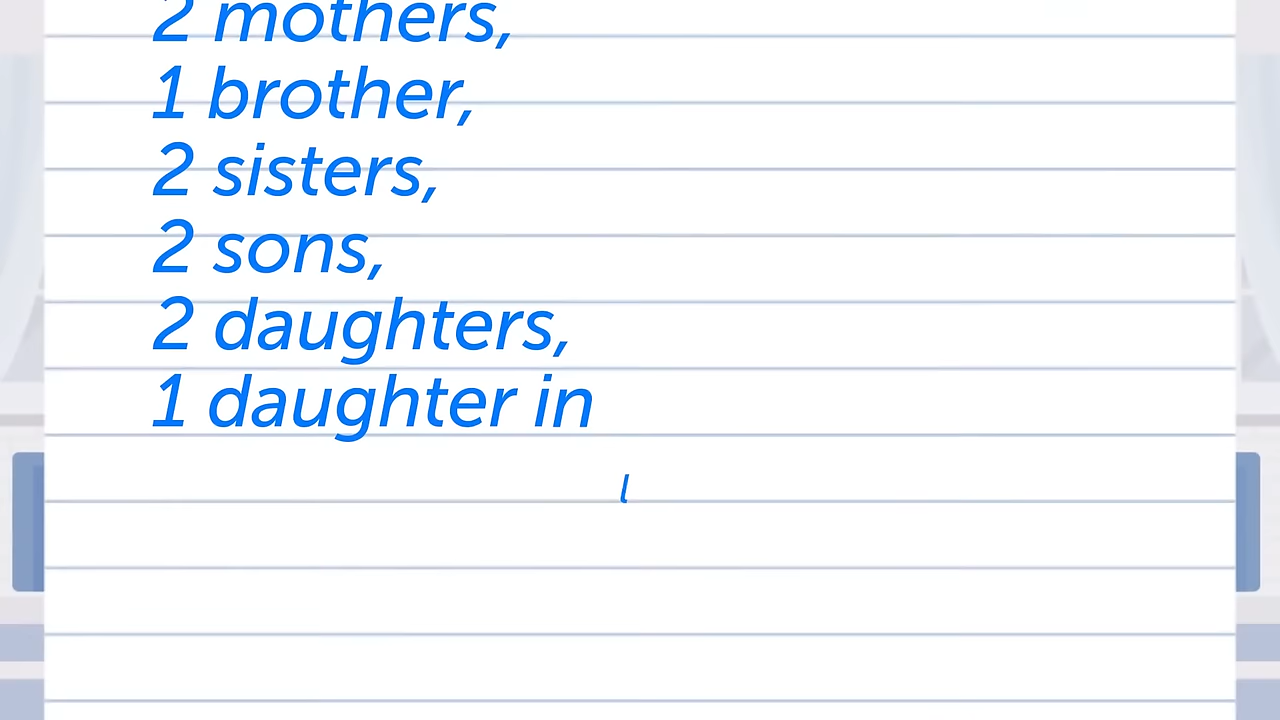 2 mothers,
1 brother,
2 sisters,
2 sons,
2 daughters,
1 daughter in
l